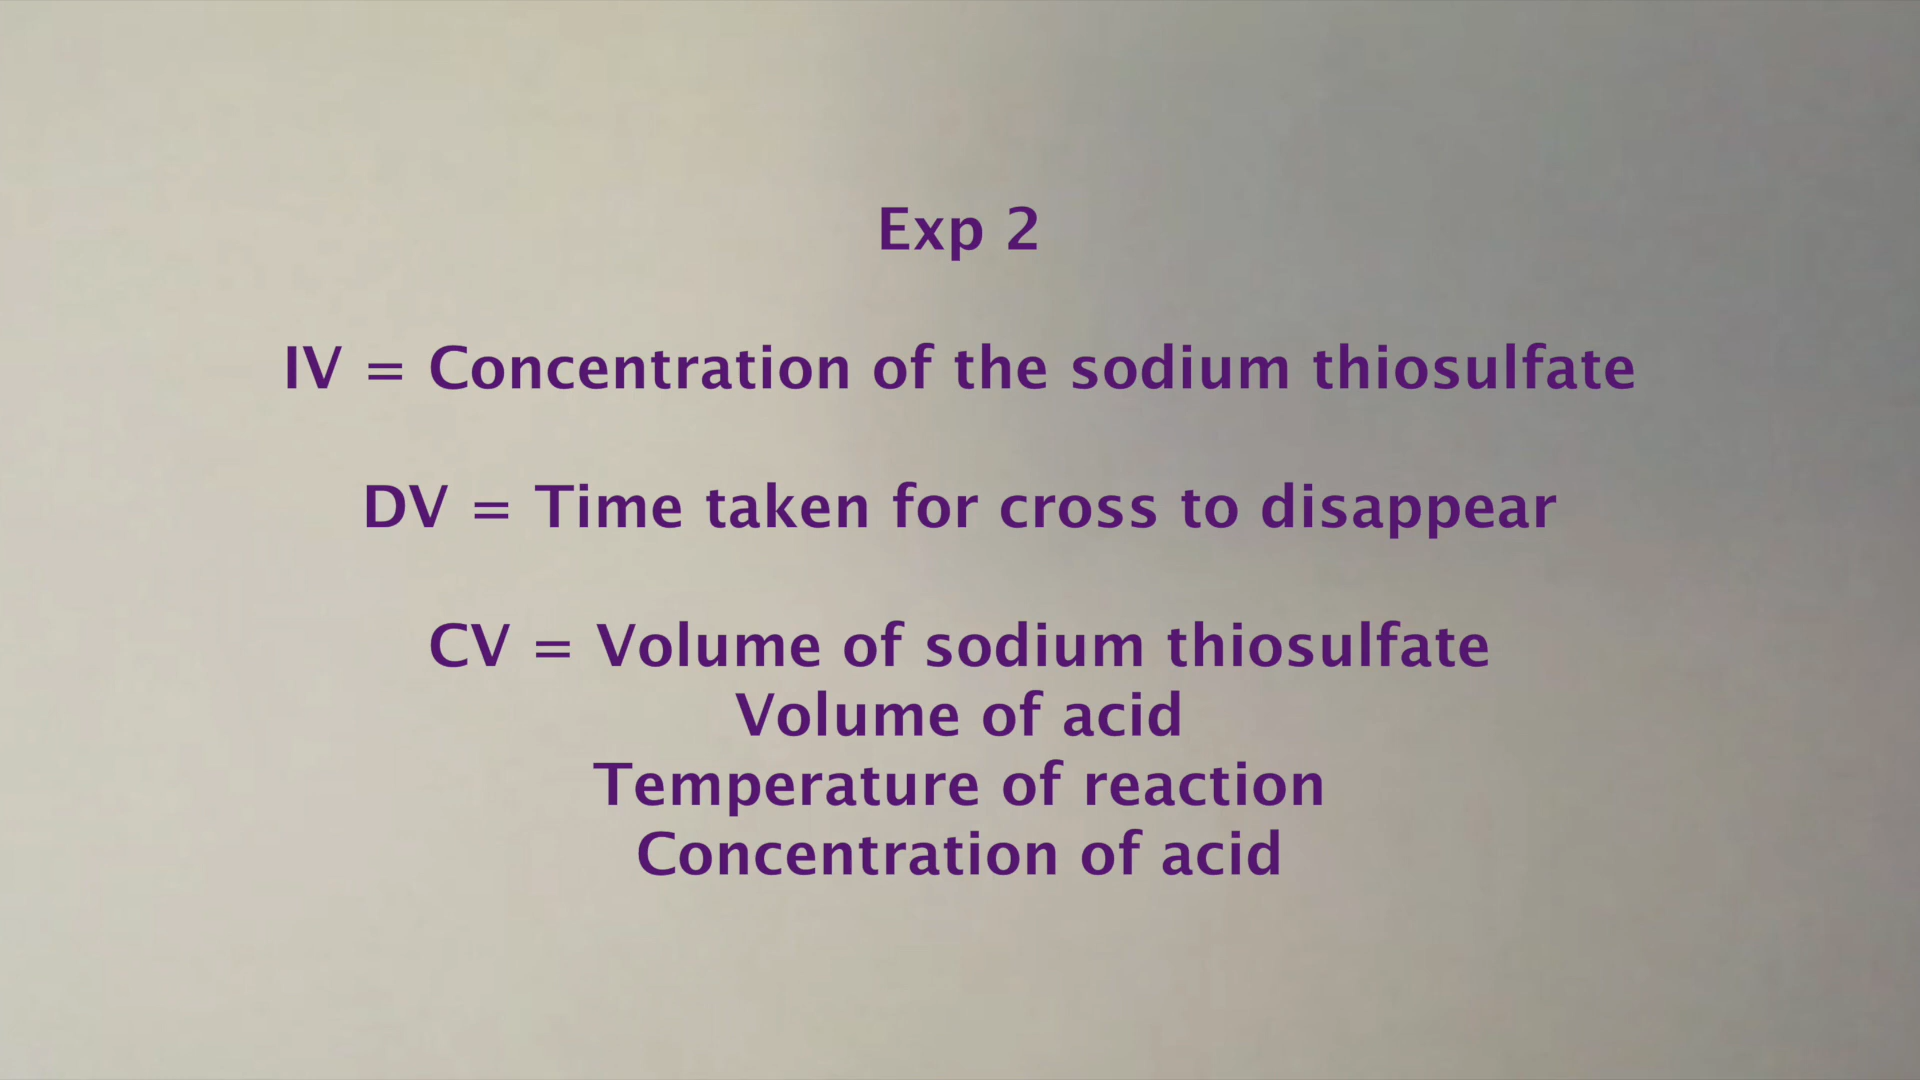 Exp 2
IV = Concentration of the sodium thiosulfate
DV = Time taken for cross to disappear
CV = Volume of sodium thiosulfate
Volume of acid
Temperature of reaction
Concentration of acid